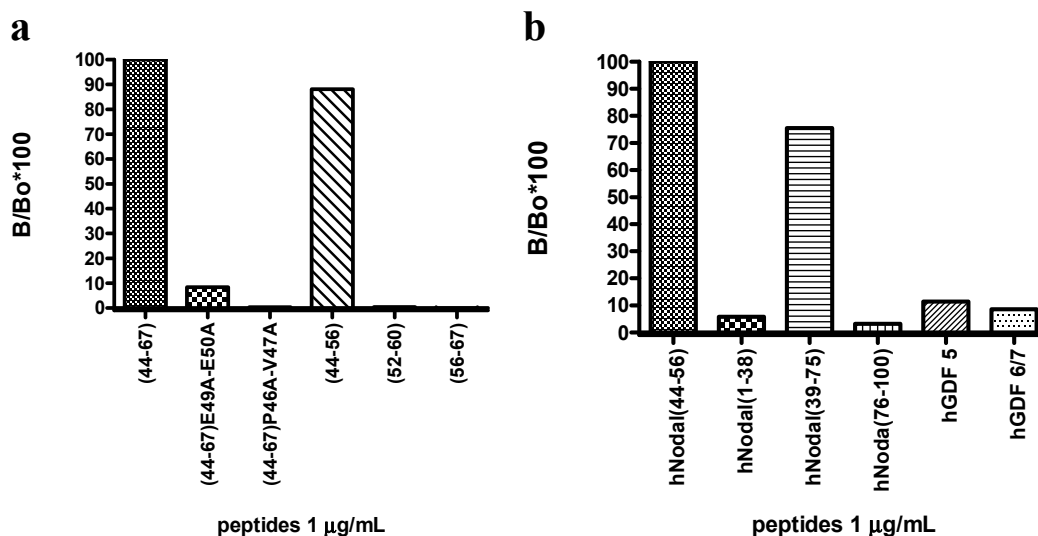 a
B/Bo*100
100
90
80
70
60
50
40
30
20
10
0
(44-67)
(44-67)E49A-E50A
(44-67)P46A-V47A
(44-56)
(52-60)
(56-67)
peptides 1 µg/mL
b
B/Bo*100
100
90
80
70
60
50
40
30
20
10
0
hNodal(44-56)
hNodal(1-38)
hNodal(39-75)
hNoda(76-100)
hGDF 5
hGDF 6/7
peptides 1 µg/mL